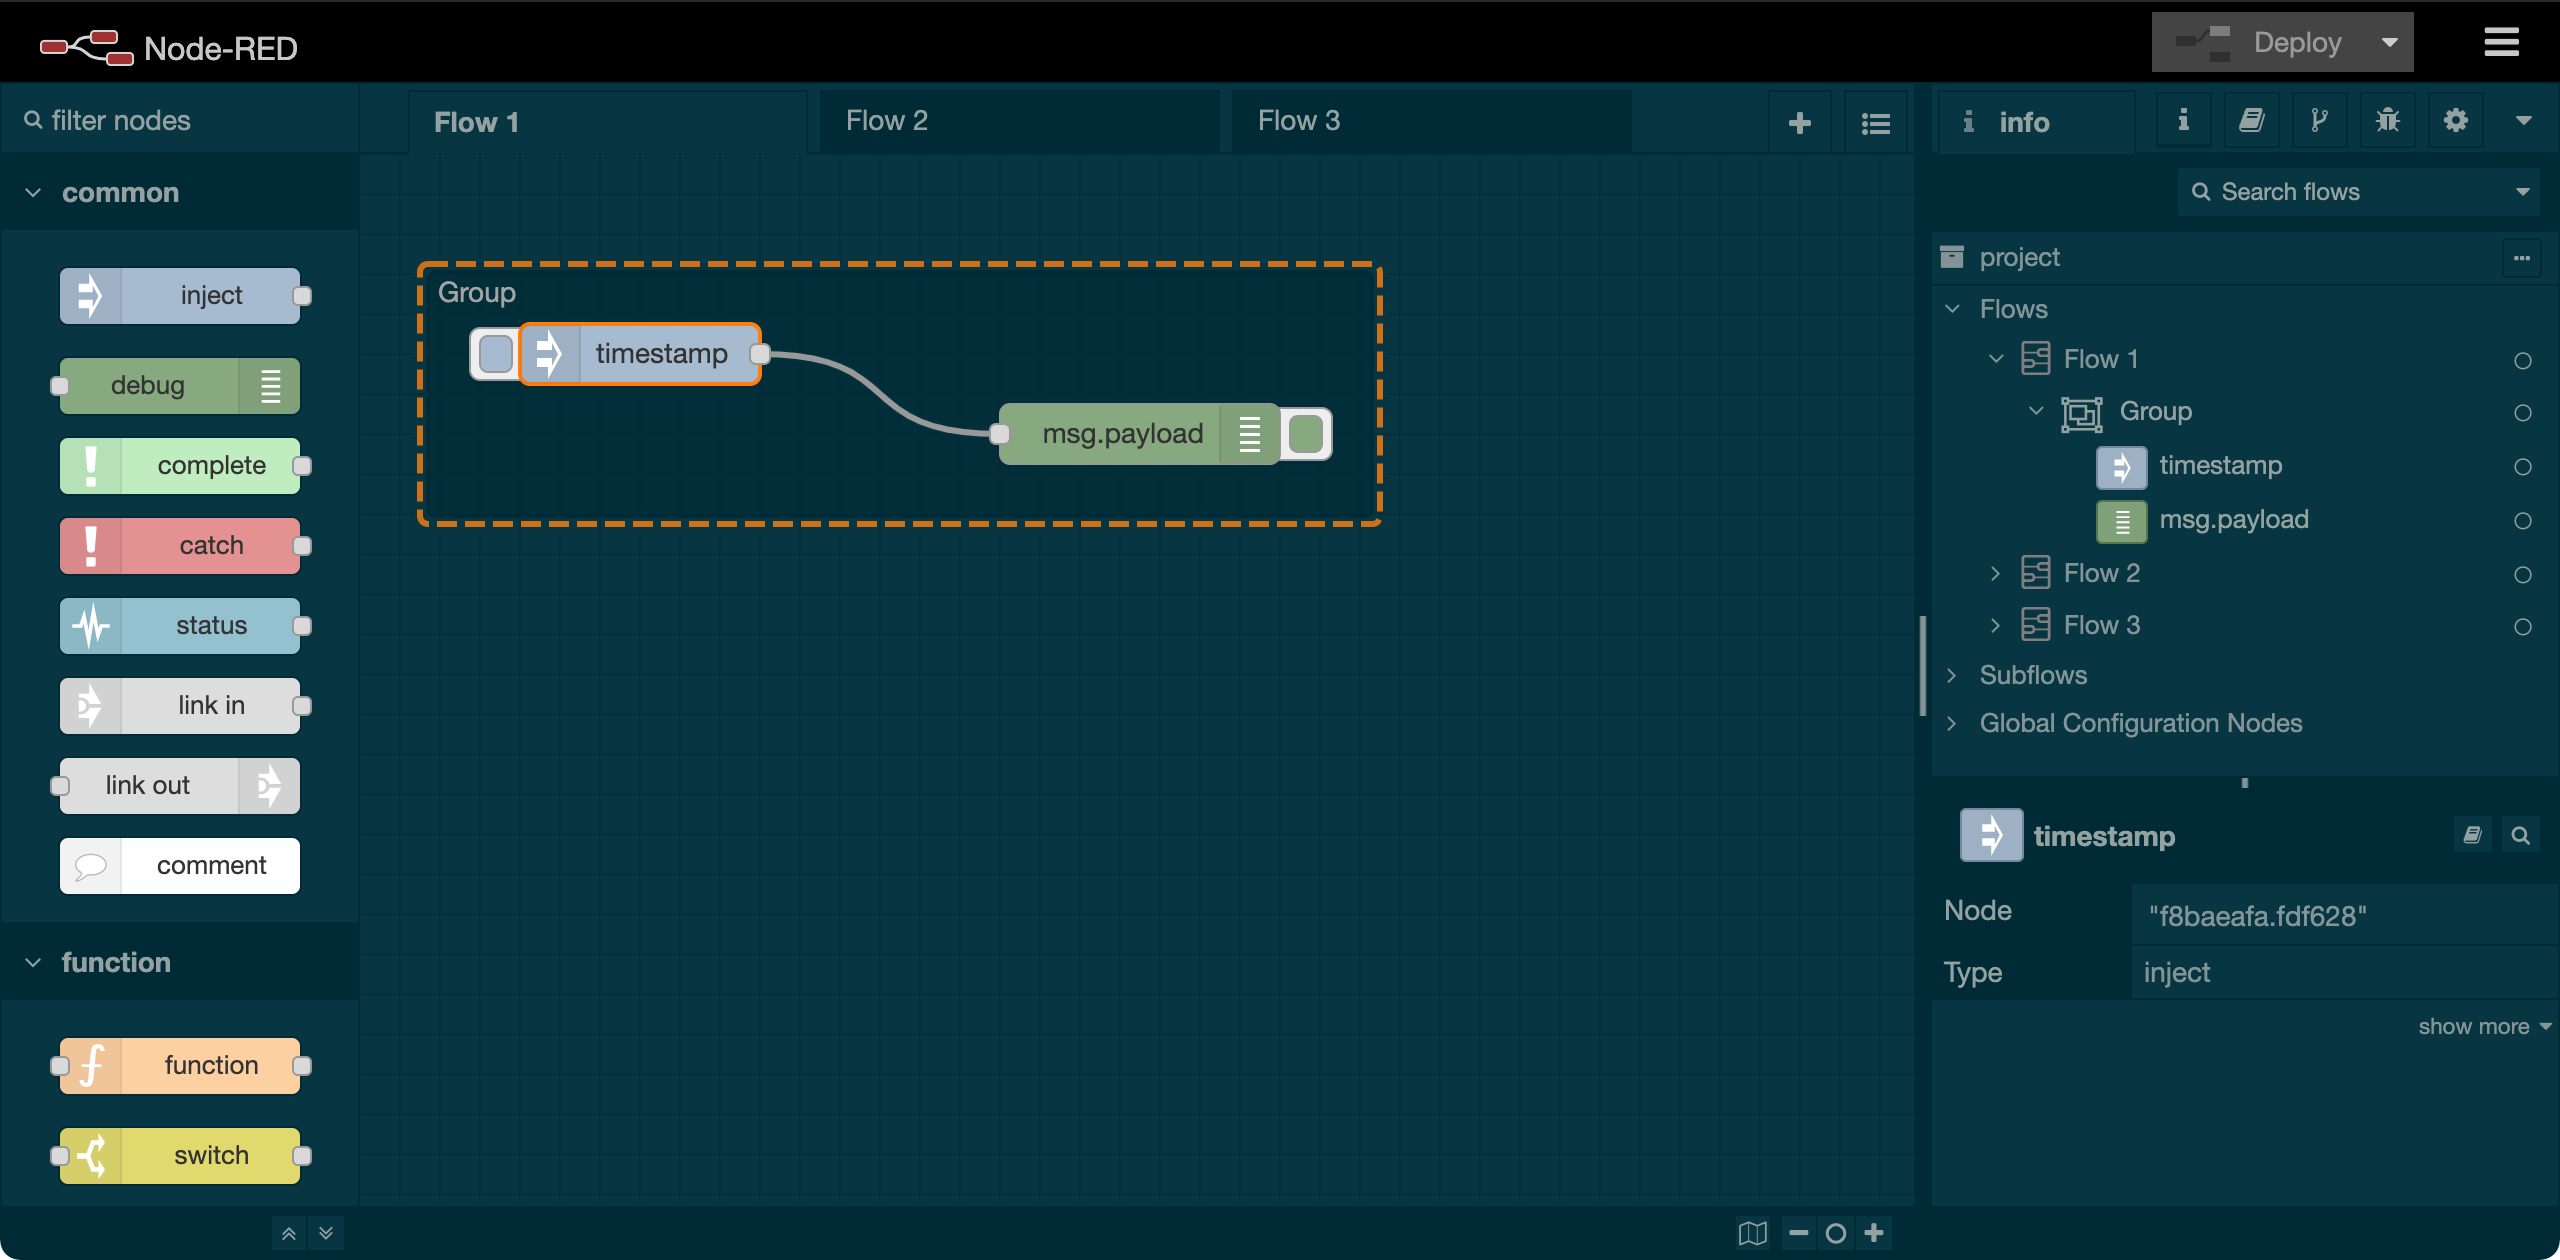 Node-RED
Deploy
filter nodes
Flow 1
Flow 2
Flow 3
info
Search flows
common
inject
debug
complete
catch
status
link in
link out
comment
function
function
switch
Group
timestamp
msg.payload
project
Flows
Flow 1
Group
timestamp
msg.payload
Flow 2
Flow 3
Subflows
Global Configuration Nodes
timestamp
Node "f8baeafa.fdf628"
Type inject
show more